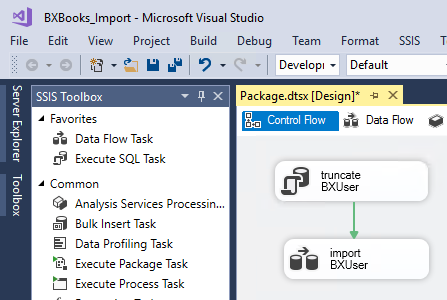 BXBooks_Import - Microsoft Visual Studio
File Edit View Project Build Debug Team Format SSIS
Develop Default
Server Explorer
Toolbox
SSIS Toolbox
Package.dtsx [Design]*
Control Flow Data Flow
Favorites
Data Flow Task
Execute SQL Task
Common
Analysis Services Processin...
Bulk Insert Task
Data Profiling Task
Execute Package Task
Execute Process Task
truncate
BXUser
import
BXUser